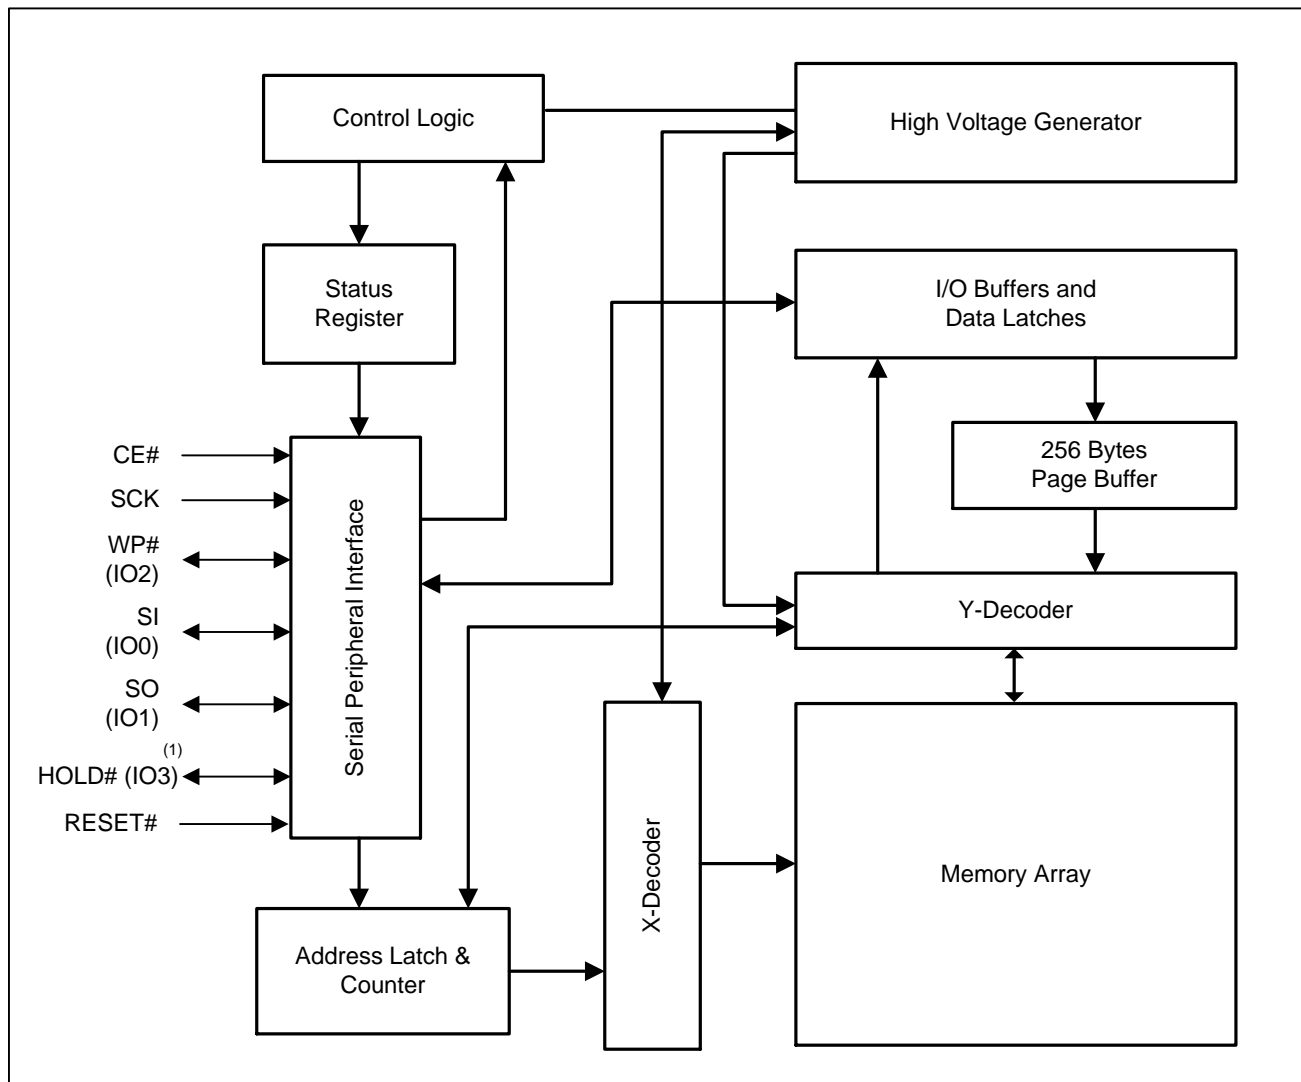 Control Logic
High Voltage Generator
Status
Register
I/O Buffers and
Data Latches
256 Bytes
Page Buffer
CE#
SCK
WP#
(IO2)
SI
(IO0)
SO
(IO1)
(1)
HOLD# (IO3)
RESET#
Serial Peripheral Interface
Y-Decoder
X-Decoder
Memory Array
Address Latch &
Counter